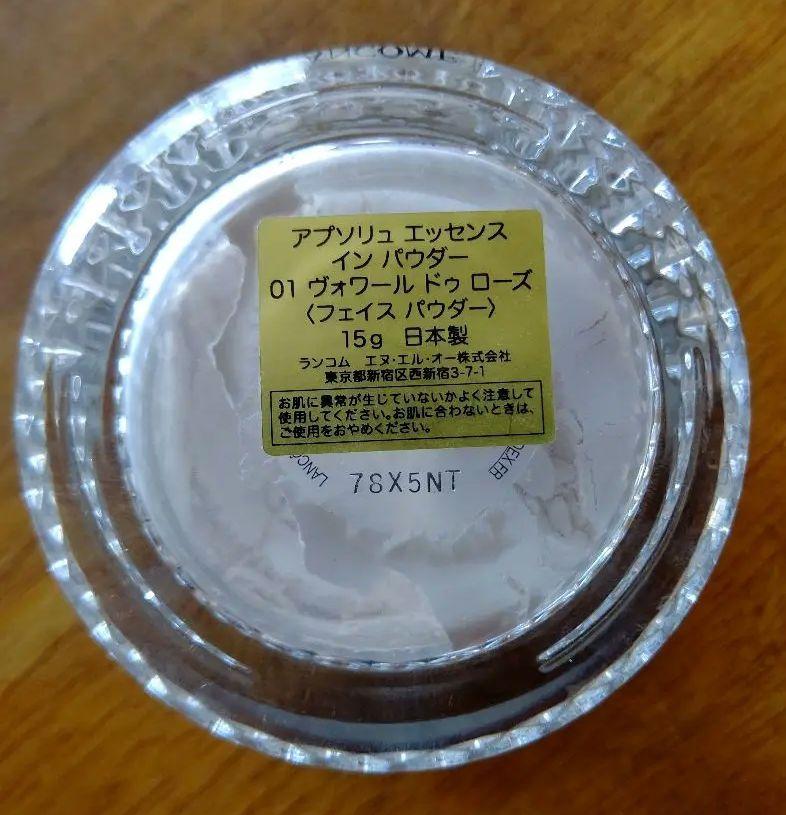 アプソリュ エッセンス
イン パウダー
01 ヴォワール ドゥ ローズ
〈フェイス パウダー〉
15g 日本製
ランコム エヌ・エル・オー株式会社
東京都新宿区西新宿3-7-1
お肌に異常が生じていないかよく注意して
使用してください。お肌に合わないときは、
ご使用をおやめください。
78X5NT